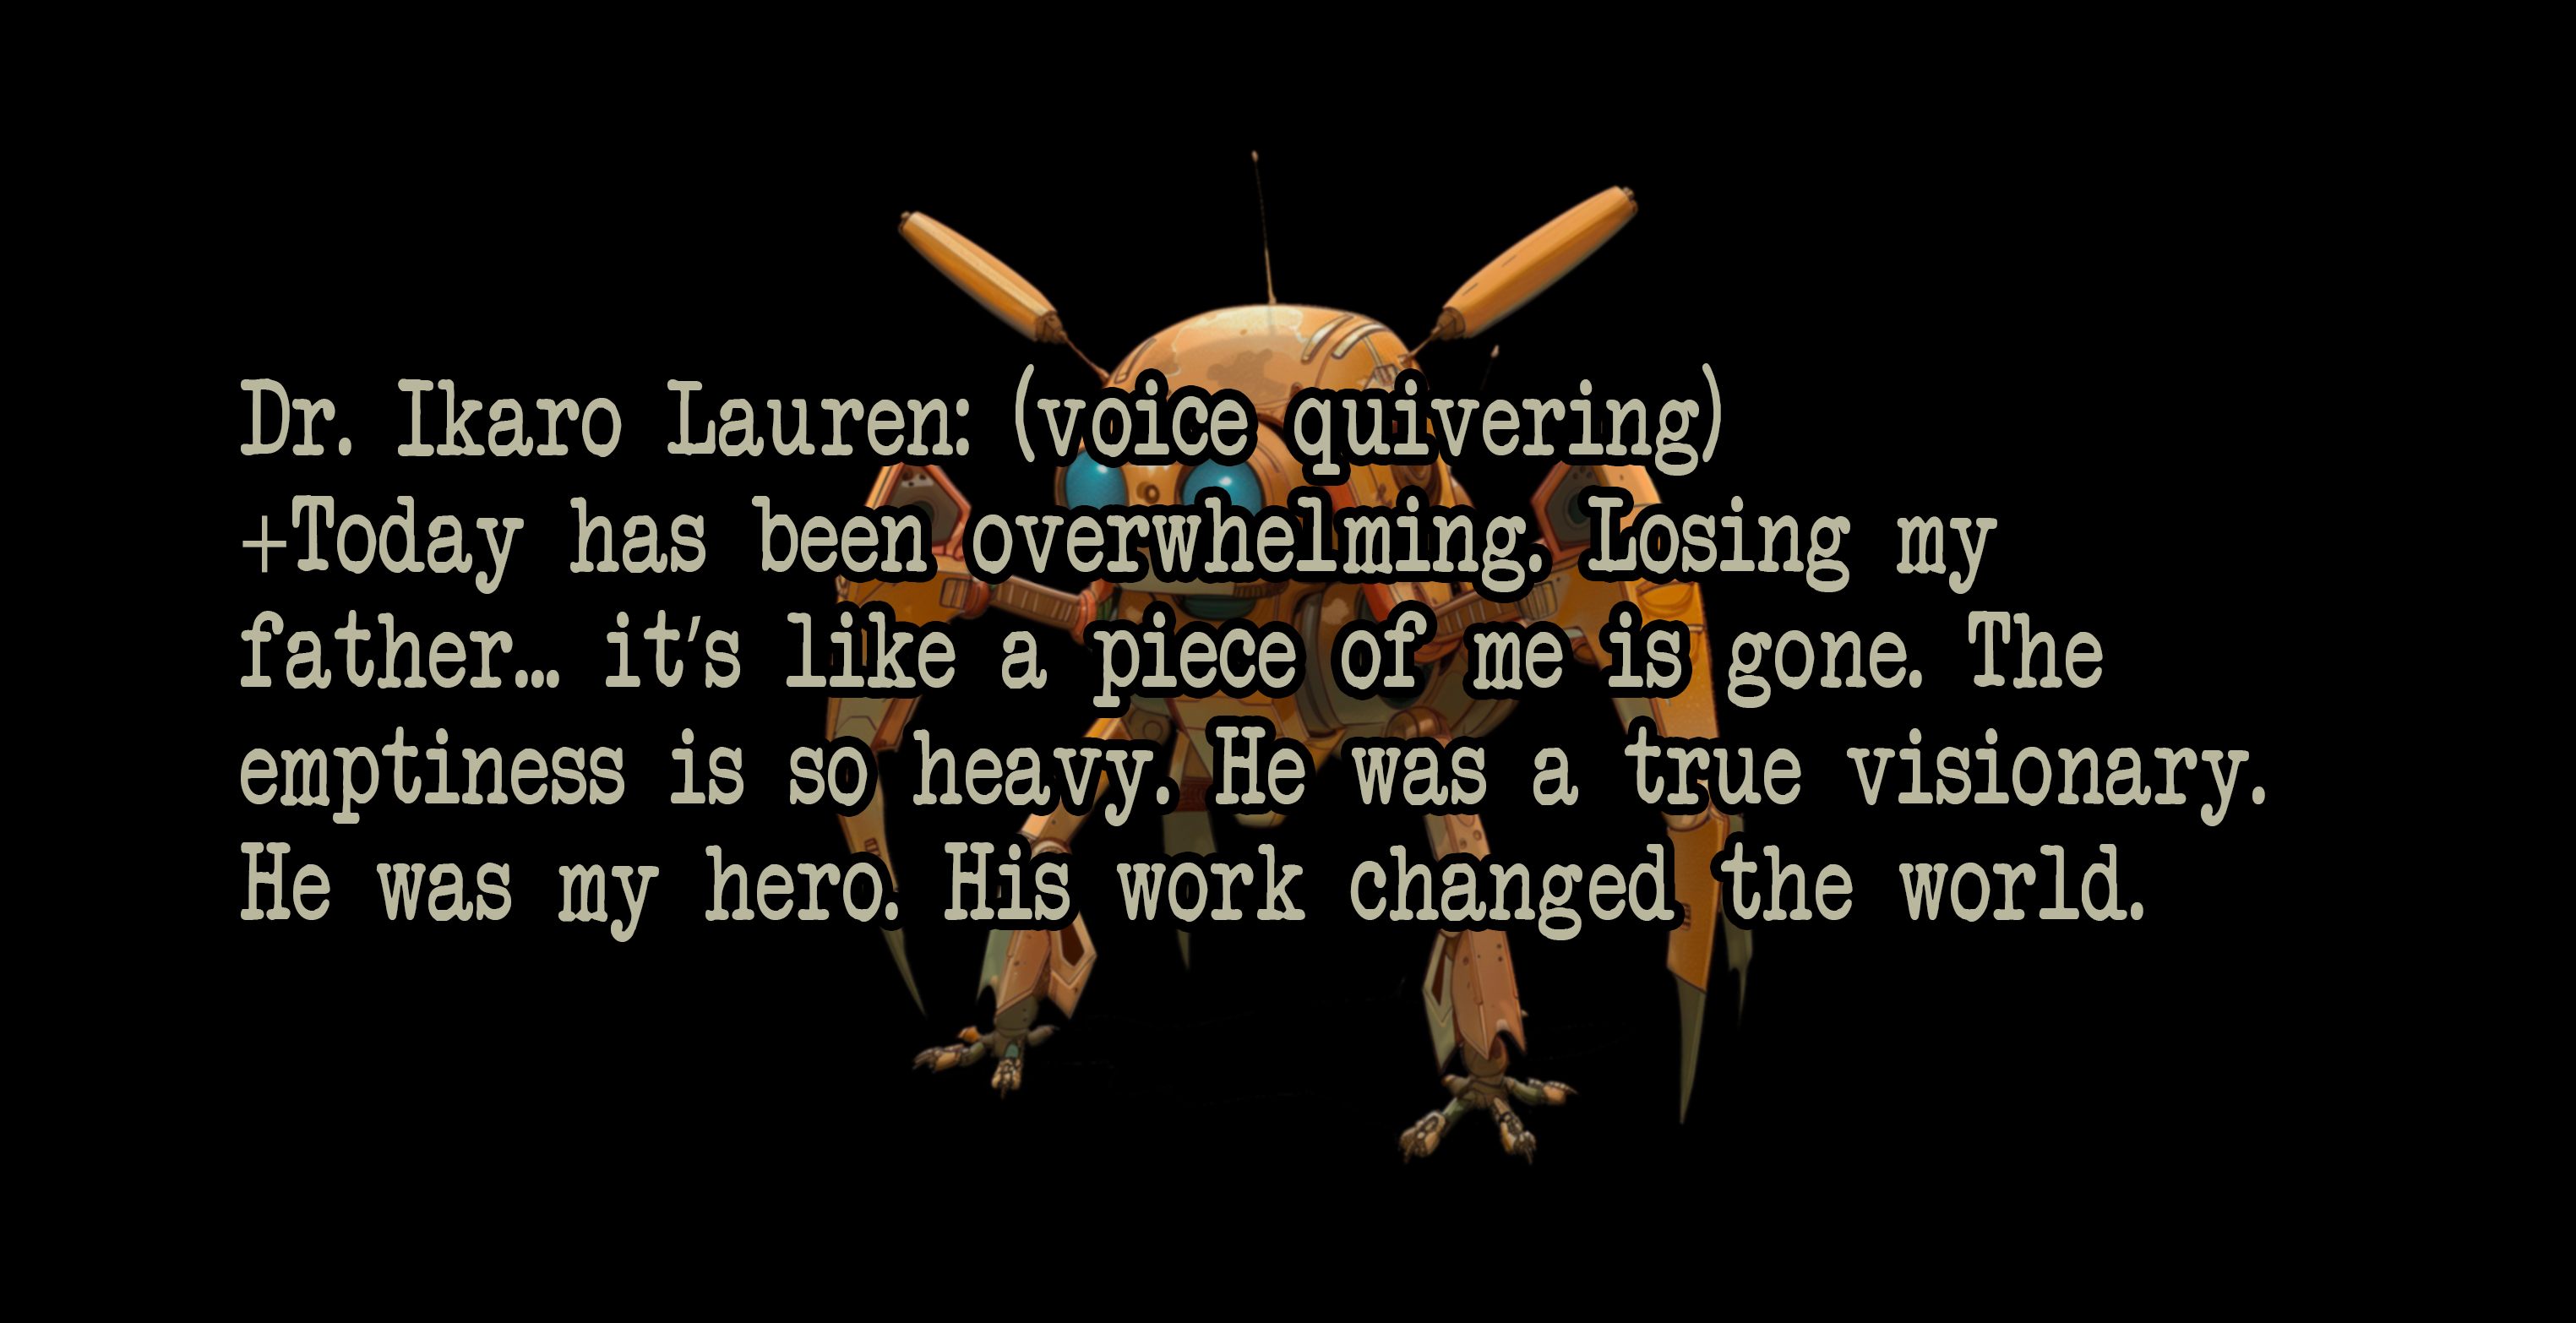 Dr. Ikaro Lauren: (voice quivering)
+Today has been overwhelming. Losing my
father… it’s like a piece of me is gone. The
emptiness is so heavy. He was a true visionary.
He was my hero. His work changed the world.